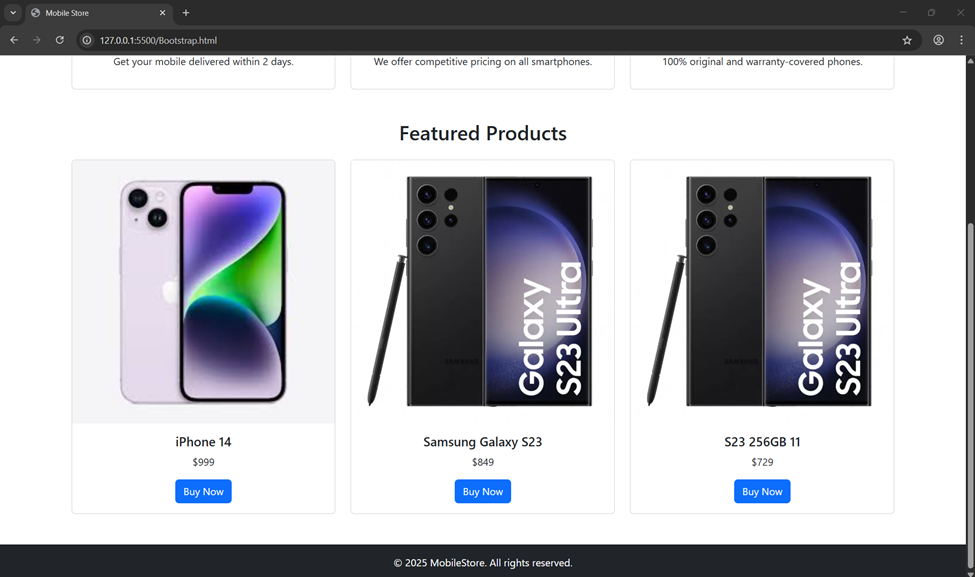 Mobile Store
127.0.0.1:5500/Bootstrap.html
Get your mobile delivered within 2 days.
We offer competitive pricing on all smartphones.
100% original and warranty-covered phones.
Featured Products
Galaxy
S23 Ultra
SAMSUNG
Galaxy
S23 Ultra
SAMSUNG
iPhone 14
$999
Buy Now
Samsung Galaxy S23
$849
Buy Now
S23 256GB 11
$729
Buy Now
© 2025 MobileStore. All rights reserved.